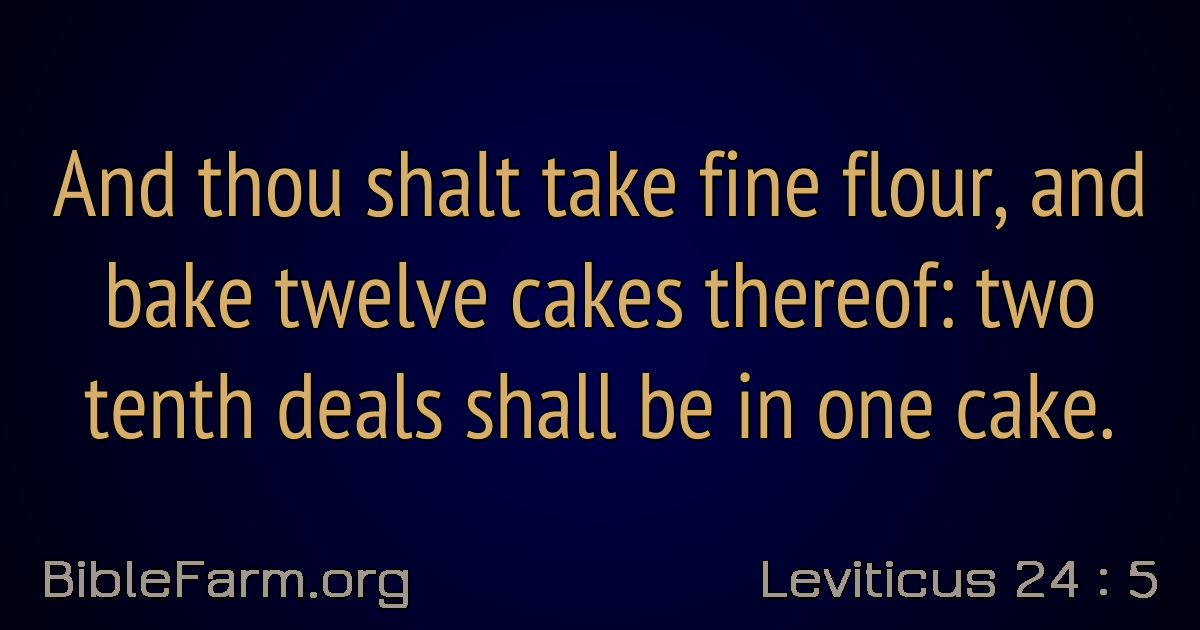 And thou shalt take fine flour, and
bake twelve cakes thereof: two
tenth deals shall be in one cake.
BibleFarm.org
Leviticus 24 : 5